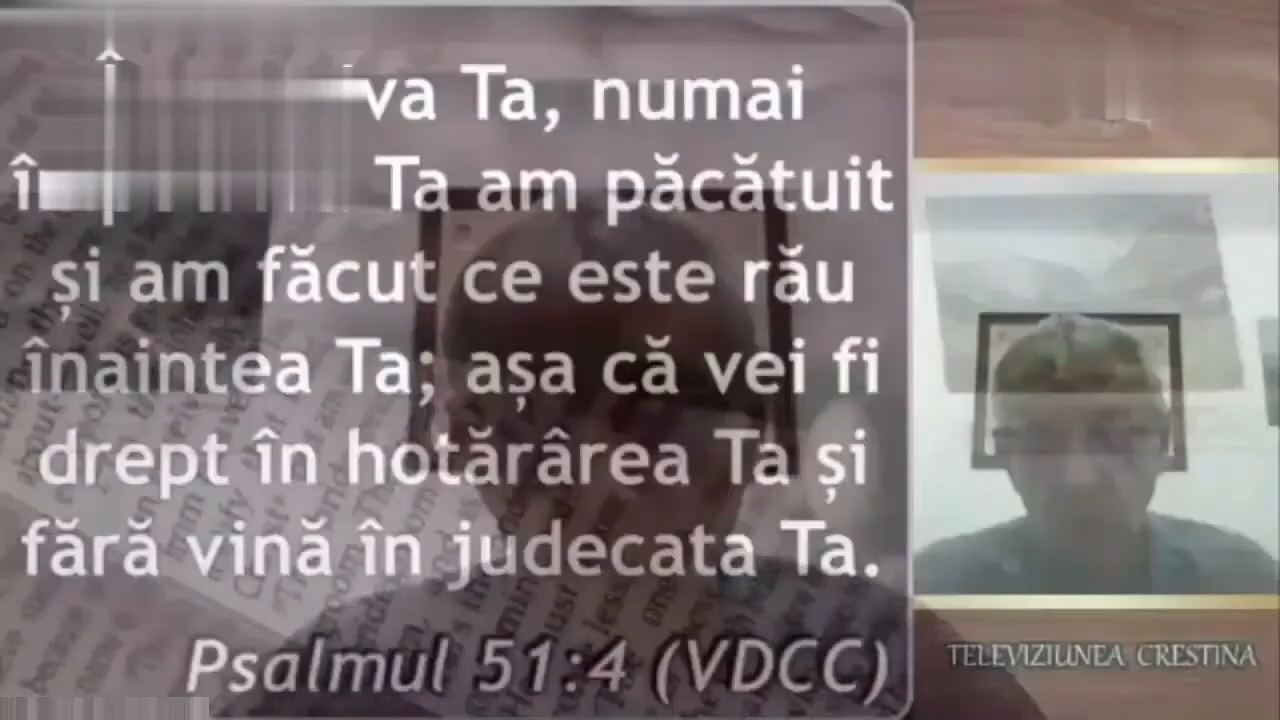 va Ta, numai
Ta am păcătuit
și am făcut ce este rău
înaintea Ta; așa că vei fi
drept în hotărârea Ta și
fără vină în judecata Ta.
Psalmul 51:4 (VDCC)
TELEVIZIUNEA CRESTINA